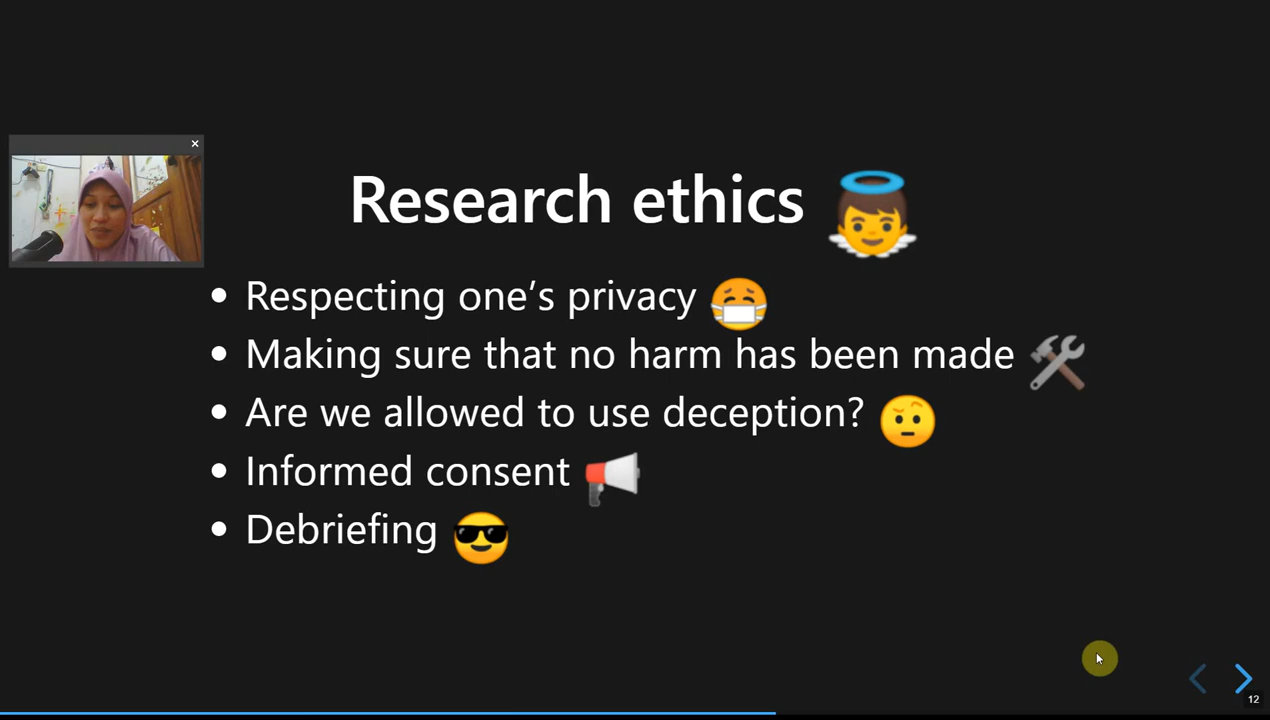 Research ethics
Respecting one’s privacy
Making sure that no harm has been made
Are we allowed to use deception?
Informed consent
Debriefing
12